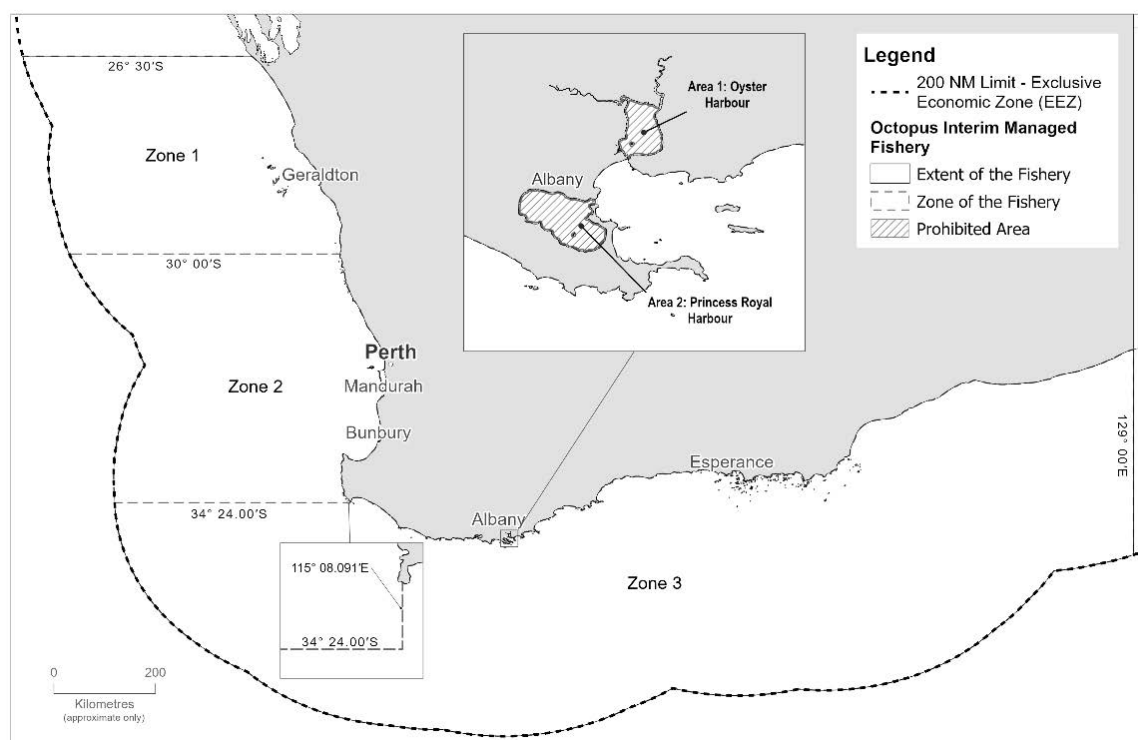 26° 30'S
Zone 1
Geraldton
30° 00'S
Perth
Zone 2
Mandurah
Bunbury
34° 24.00'S
Albany
Esperance
Zone 3
129° 00'E
115° 08.091'E
34° 24.00'S
0 200
Kilometres
(approximate only)
Area 1: Oyster
Harbour
Albany
Area 2: Princess Royal
Harbour
Legend
200 NM Limit - Exclusive
Economic Zone (EEZ)
Octopus Interim Managed
Fishery
Extent of the Fishery
Zone of the Fishery
Prohibited Area